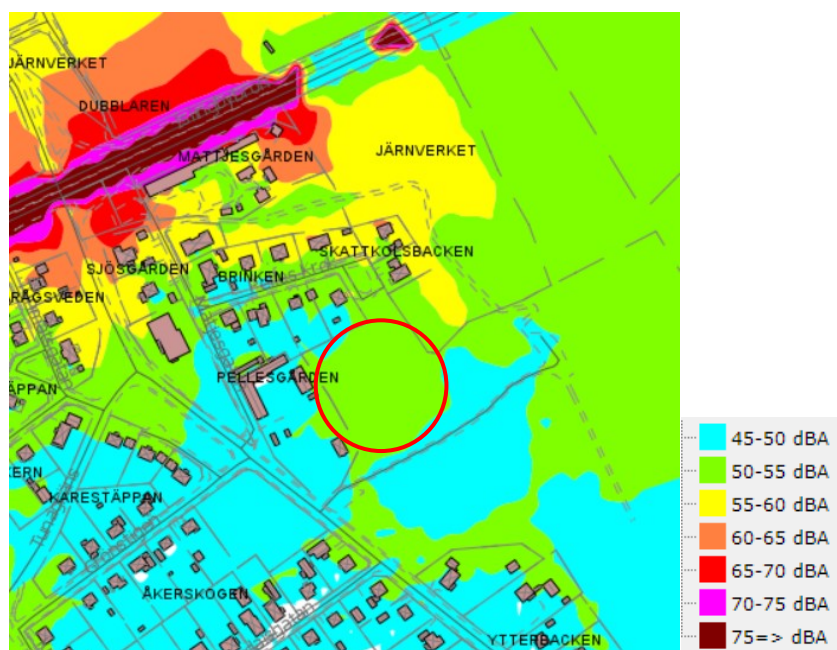 JÄRNVERKET
DUBBLAREN
MATTJESGÅRDEN
JÄRNVERKET
SKATTKOLSBACKEN
SJÖSGÅRDEN
BRINKEN
RÅGSVEDEN
PELLESGÅRDEN
ÄPPAN
KERN
KARESTÄPPAN
ÅKERSKOGEN
YTTERBACKEN
45-50 dBA
50-55 dBA
55-60 dBA
60-65 dBA
65-70 dBA
70-75 dBA
75=> dBA